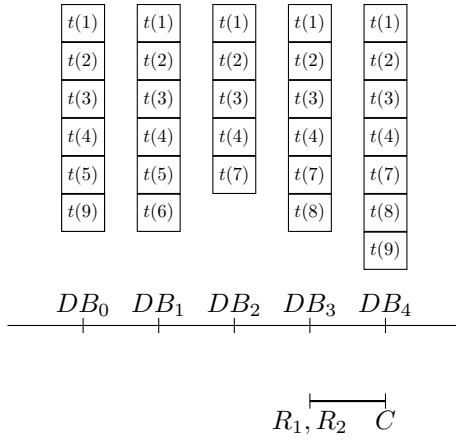 t(1) t(1) t(1) t(1) t(1)
t(2) t(2) t(2) t(2) t(2)
t(3) t(3) t(3) t(3) t(3)
t(4) t(4) t(4) t(4) t(4)
t(5) t(5) t(7) t(7) t(7)
t(9) t(6) t(8) t(8)
t(9)
DB₀ DB₁ DB₂ DB₃ DB₄
R₁, R₂ C